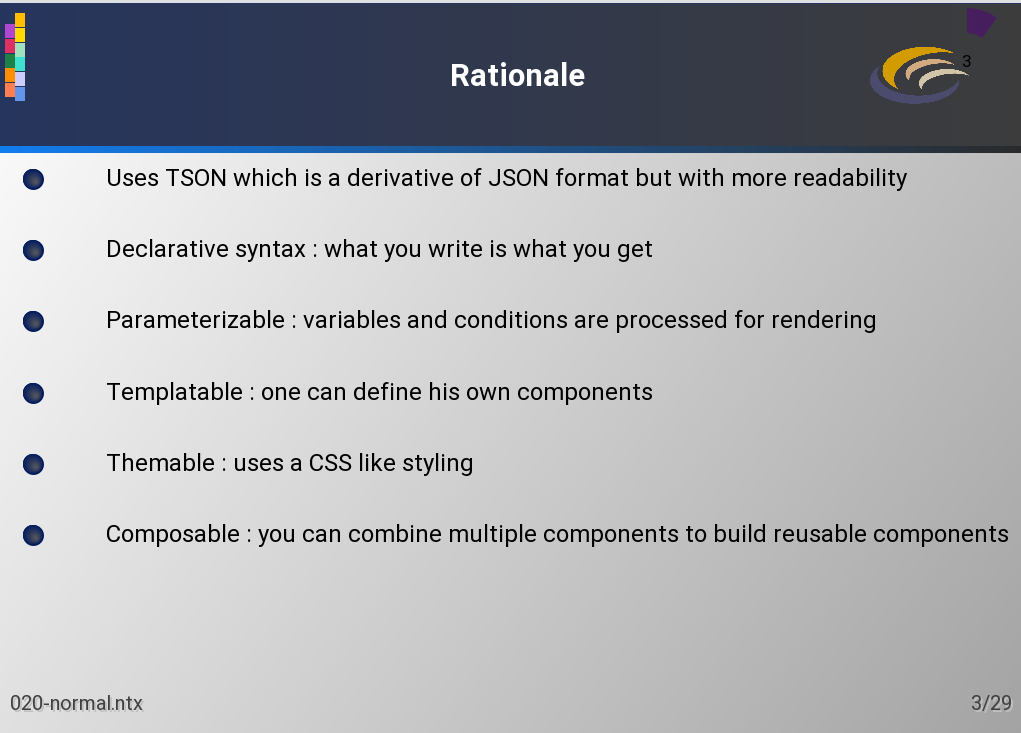 Rationale
3
Uses TSON which is a derivative of JSON format but with more readability
Declarative syntax : what you write is what you get
Parameterizable : variables and conditions are processed for rendering
Templatable : one can define his own components
Themable : uses a CSS like styling
Composable : you can combine multiple components to build reusable components
020-normal.ntx
3/29